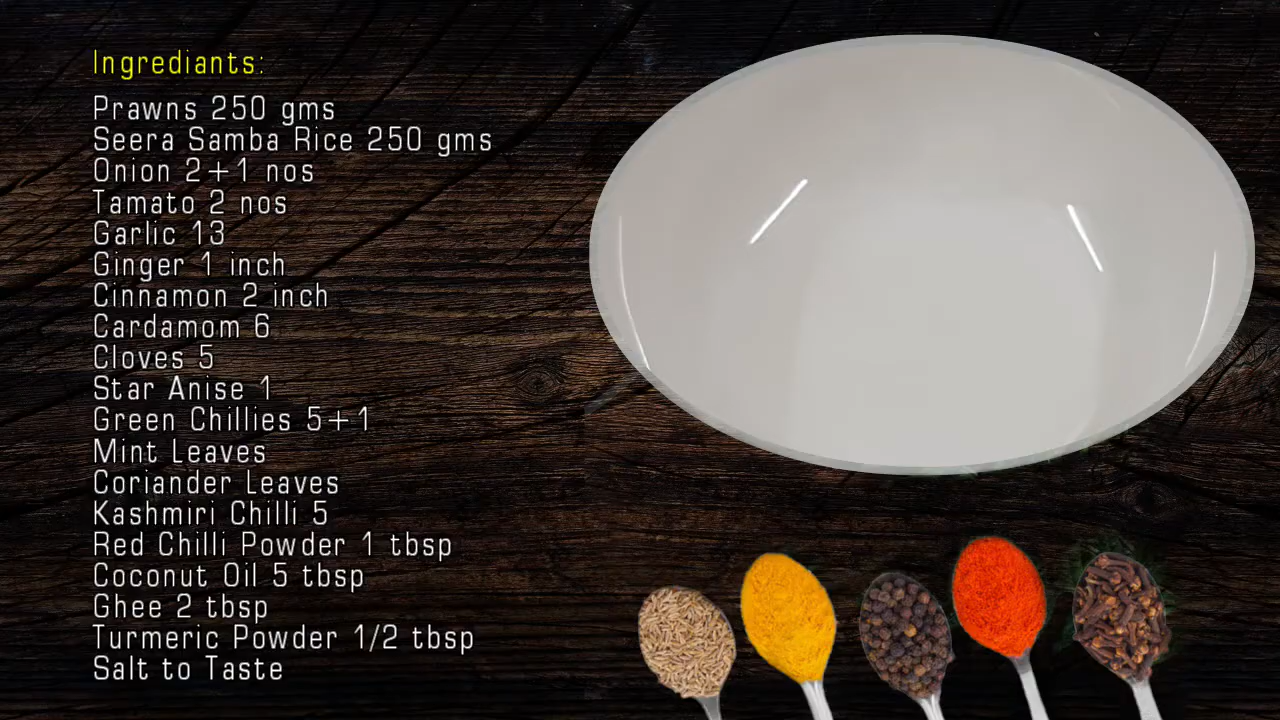 Ingrediants:
Prawns 250 gms
Seera Samba Rice 250 gms
Onion 2+1 nos
Tamato 2 nos
Garlic 13
Ginger 1 inch
Cinnamon 2 inch
Cardamom 6
Cloves 5
Star Anise 1
Green Chillies 5+1
Mint Leaves
Coriander Leaves
Kashmiri Chilli 5
Red Chilli Powder 1 tbsp
Coconut Oil 5 tbsp
Ghee 2 tbsp
Turmeric Powder 1/2 tbsp
Salt to Taste